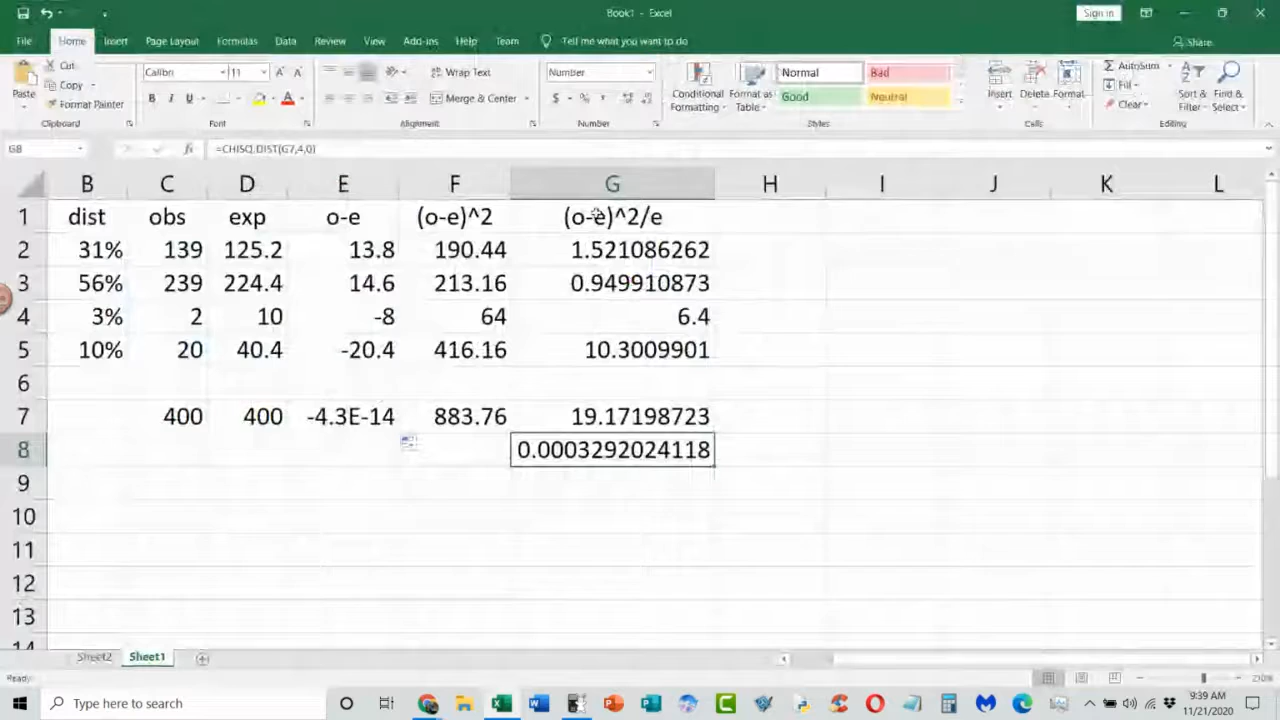 Book1 - Excel
Sign in
File Home Insert Page Layout Formulas Data Review View Add-ins Help Team Tell me what you want to do Share
Paste
Cut
Copy
Format Painter
Clipboard
Calibri 11
B I U
Font
Wrap Text
Merge & Center
Alignment
Number
$ % ,
Number
Conditional Formatting
Format as Table
Normal Bad
Good Neutral
Styles
Insert Delete Format
Cells
AutoSum
Fill
Clear
Sort & Filter
Find & Select
Editing
G8 fx =CHISQ.DIST(G7,4,0)
B C D E F G H I J K L
1 dist obs exp o-e (o-e)^2 (o-e)^2/e
2 31% 139 125.2 13.8 190.44 1.521086262
3 56% 239 224.4 14.6 213.16 0.949910873
4 3% 2 10 -8 64 6.4
5 10% 20 40.4 -20.4 416.16 10.3009901
6
7 400 400 -4.3E-14 883.76 19.17198723
8 0.0003292024118
9
10
11
12
13
14
Sheet2 Sheet1
Ready
Type here to search
9:39 AM
11/21/2020